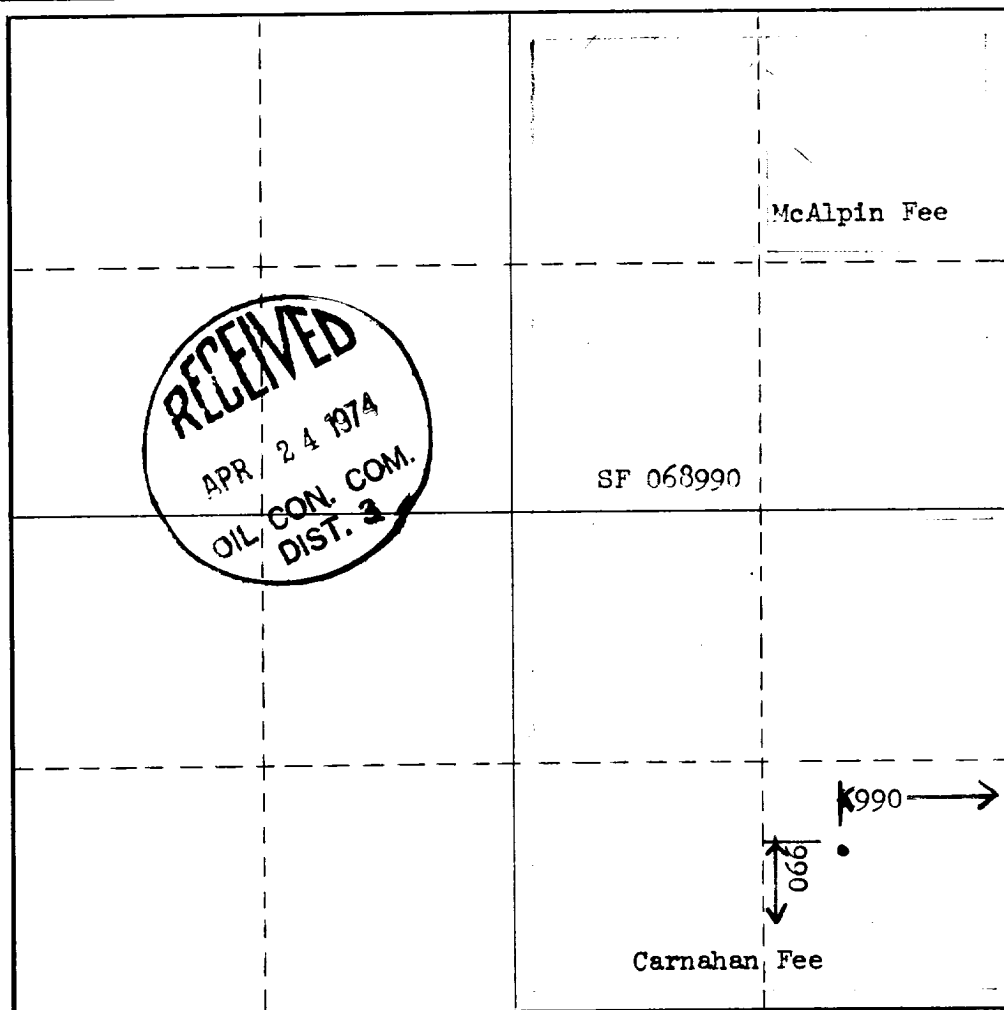 McAlpin Fee
RECEIVED
APR 24 1974
OIL CON. COM.
DIST. 3
SF 068990
990
990
Carnahan Fee